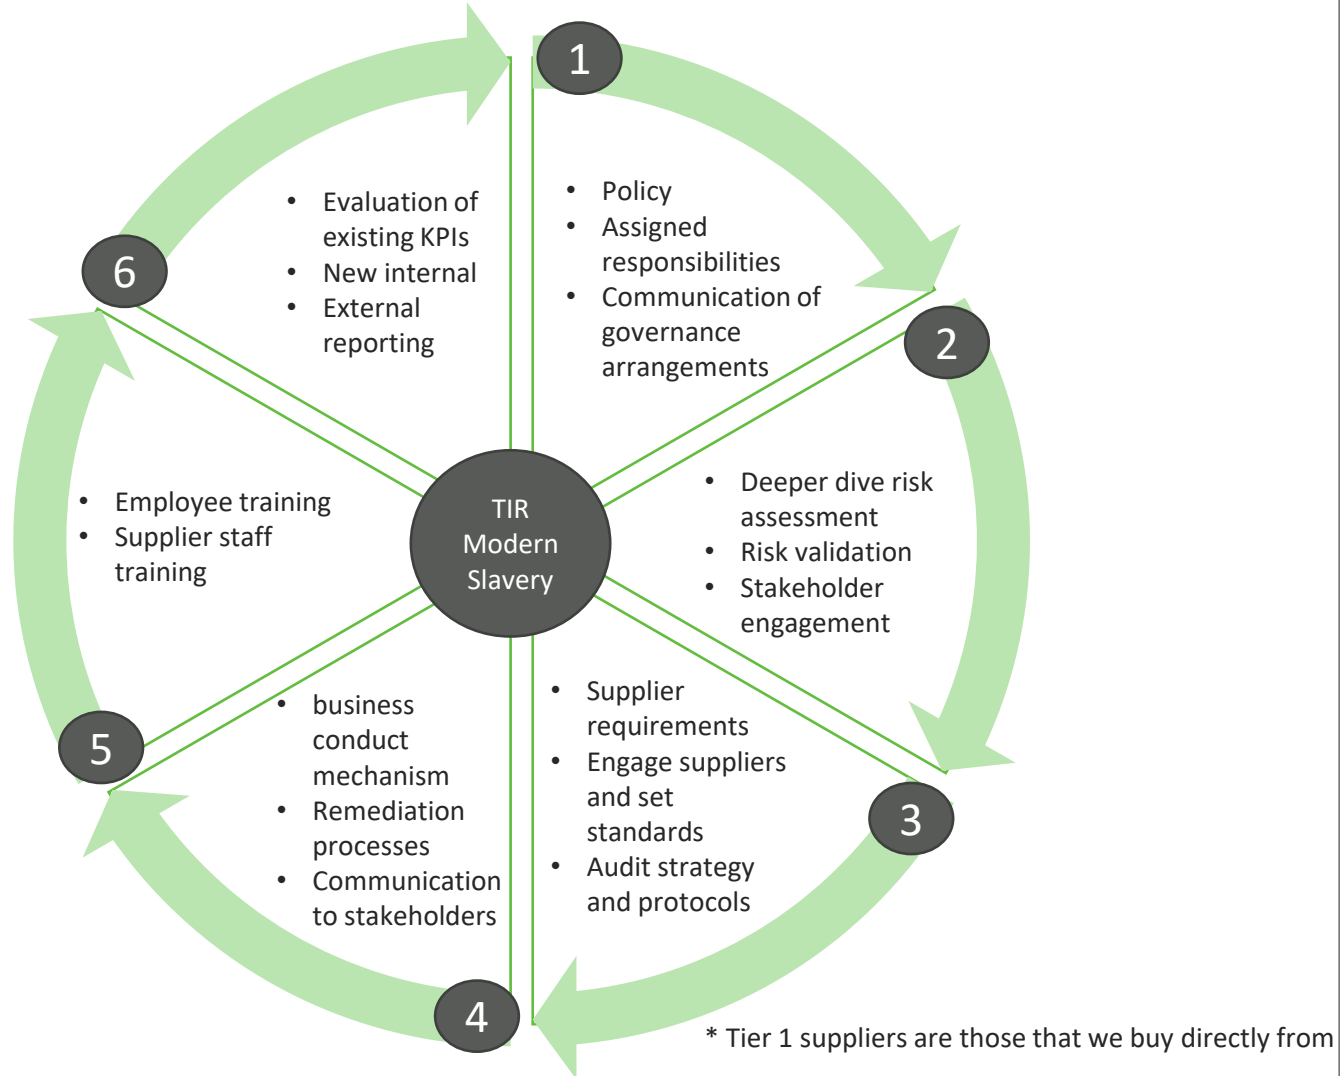 1
• Policy
• Assigned
responsibilities
• Communication of
governance
arrangements
2
• Deeper dive risk
assessment
• Risk validation
• Stakeholder
engagement
3
• Supplier
requirements
• Engage suppliers
and set
standards
• Audit strategy
and protocols
4
• business
conduct
mechanism
• Remediation
processes
• Communication
to stakeholders
5
• Employee training
• Supplier staff
training
6
• Evaluation of
existing KPIs
• New internal
• External
reporting
TIR
Modern
Slavery
* Tier 1 suppliers are those that we buy directly from